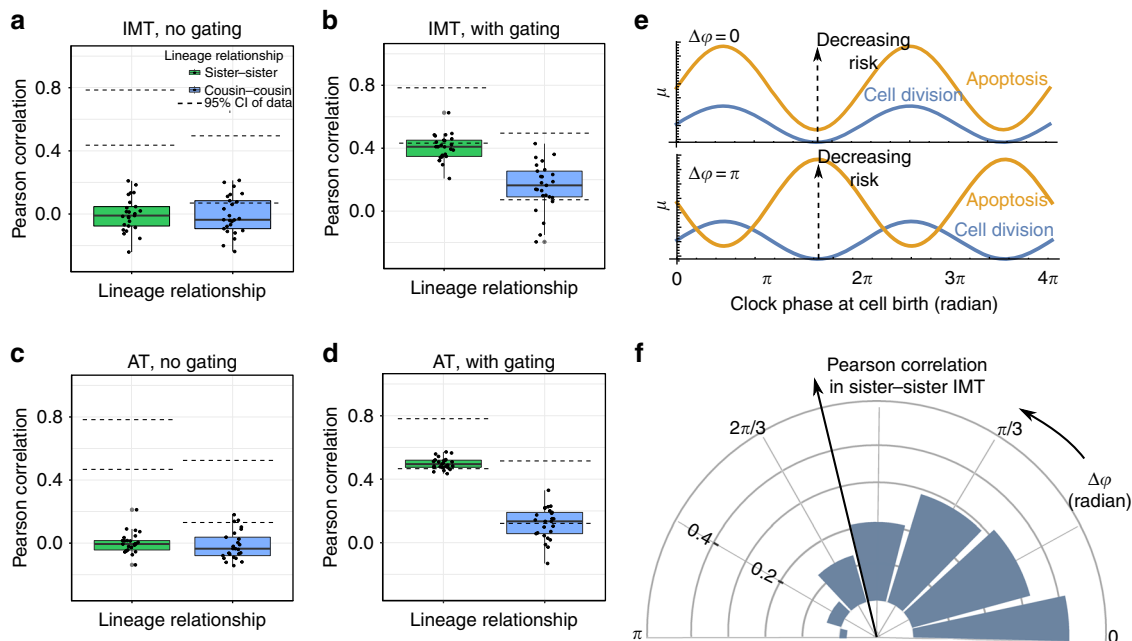 a
IMT, no gating
Lineage relationship
Sister–sister
Cousin–cousin
95% CI of data
0.8
0.4
0.0
Pearson correlation
Lineage relationship
b
IMT, with gating
0.8
0.4
0.0
Pearson correlation
Lineage relationship
e
Δφ = 0
Decreasing
risk
Apoptosis
Cell division
μ
Δφ = π
Decreasing
risk
Apoptosis
Cell division
μ
0 π 2π 3π 4π
Clock phase at cell birth (radian)
c
AT, no gating
0.8
0.4
0.0
Pearson correlation
Lineage relationship
d
AT, with gating
0.8
0.4
0.0
Pearson correlation
Lineage relationship
f
Pearson correlation
in sister–sister IMT
2π/3
π/3
Δφ
(radian)
0.4
0.2
π
0